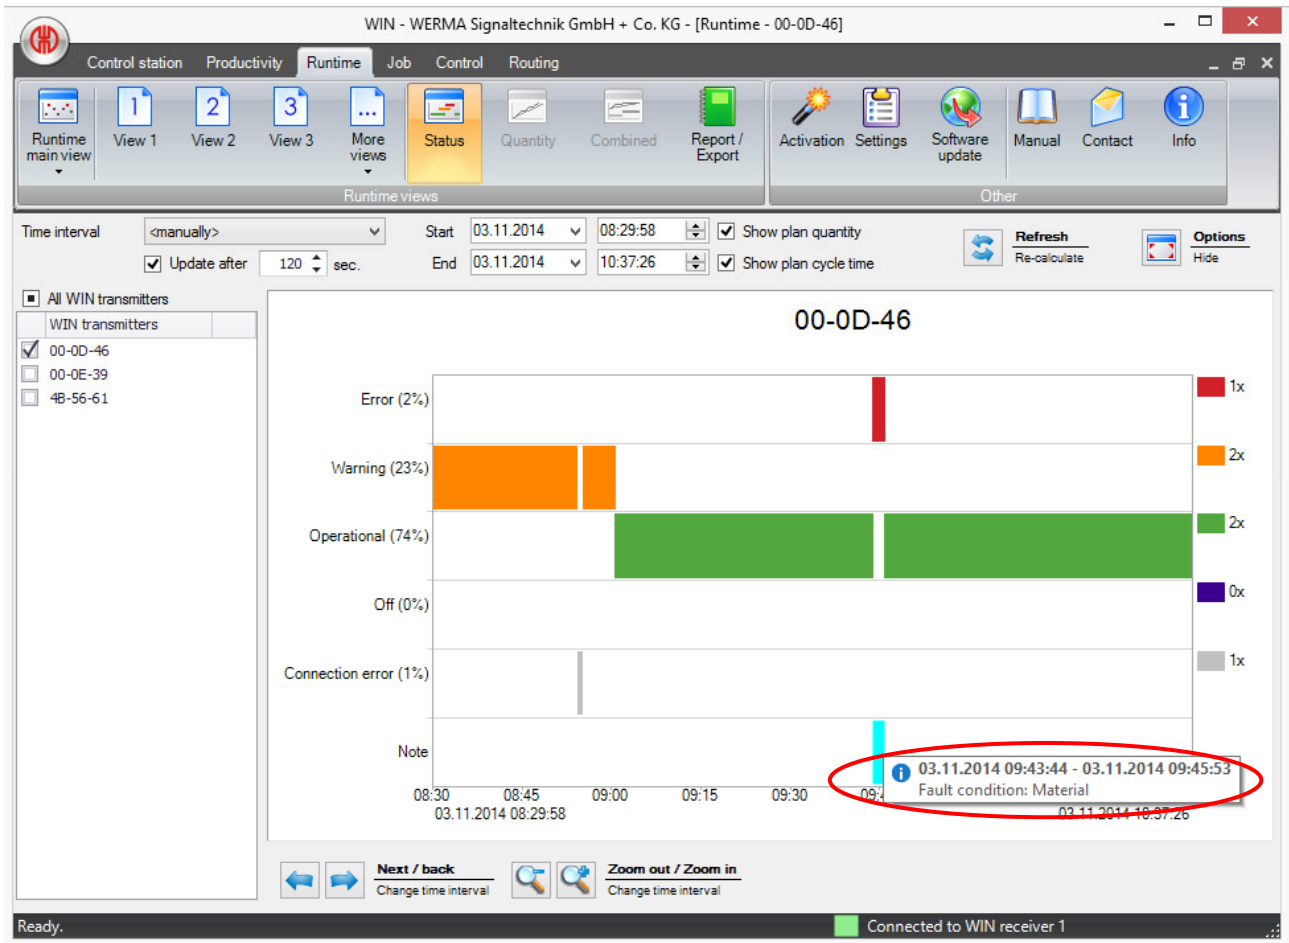 WIN - WERMA Signaltechnik GmbH + Co. KG - [Runtime - 00-0D-46]
Control station Productivity Runtime Job Control Routing
Runtime main view
View 1
View 2
View 3
More views
Status
Quantity
Combined
Report / Export
Activation
Settings
Software update
Manual
Contact
Info
Runtime views
Other
Time interval <manually> Start 03.11.2014 08:29:58 Show plan quantity
Update after 120 sec. End 03.11.2014 10:37:26 Show plan cycle time
Refresh
Re-calculate
Options
Hide
All WIN transmitters
WIN transmitters
00-0D-46
00-0E-39
4B-56-61
00-0D-46
Error (2%) 1x
Warning (23%) 2x
Operational (74%) 2x
Off (0%) 0x
Connection error (1%) 1x
Note
03.11.2014 09:43:44 - 03.11.2014 09:45:53
Fault condition: Material
08:30 08:45 09:00 09:15 09:30
03.11.2014 08:29:58 03.11.2014 10:37:26
Next / back
Change time interval
Zoom out / Zoom in
Change time interval
Ready. Connected to WIN receiver 1